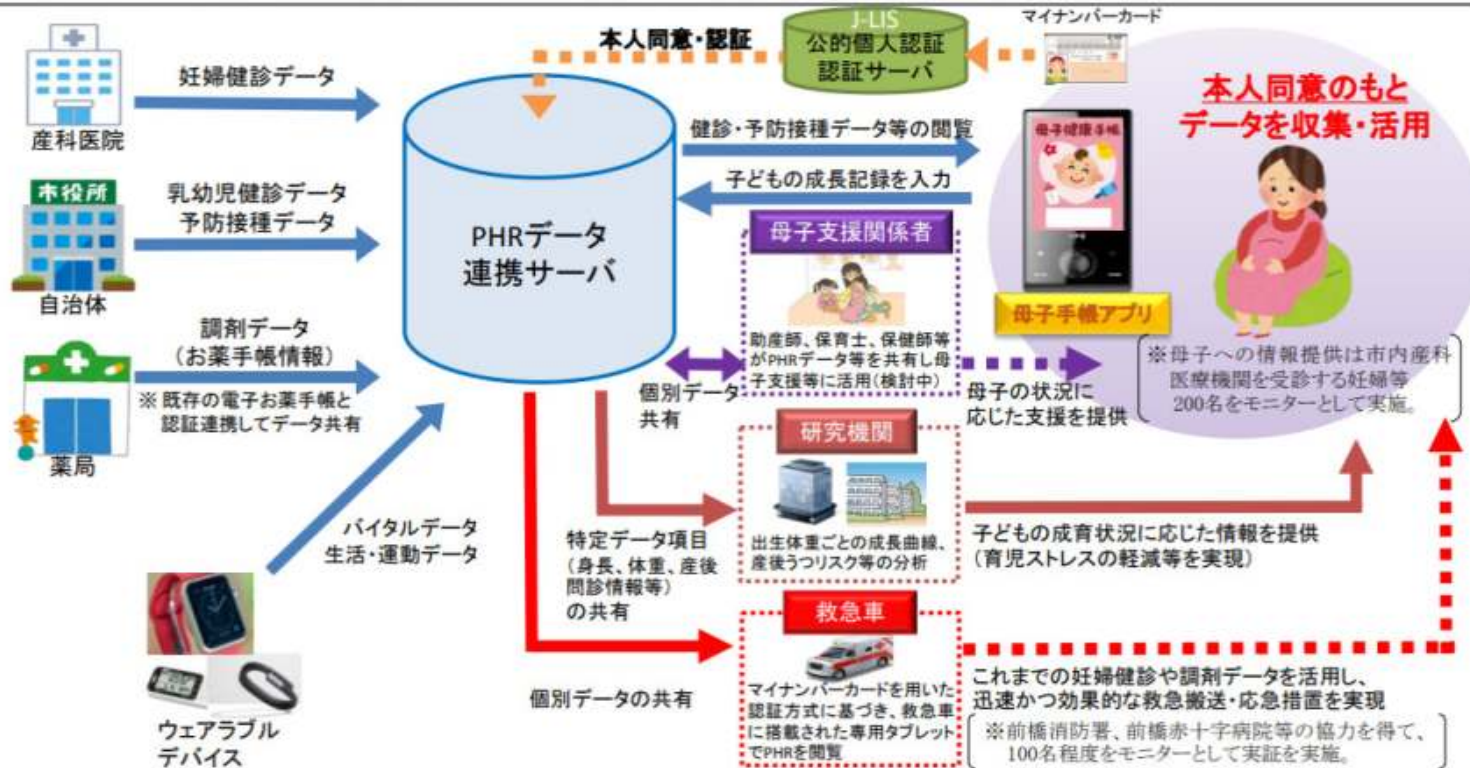 J-LIS
公的個人認証
認証サーバ
マイナンバーカード
本人同意・認証
妊婦健診データ
産科医院
本人同意のもと
データを収集・活用
健診・予防接種データ等の閲覧
母子健康手帳
子どもの成長記録を入力
市役所
乳幼児健診データ
予防接種データ
自治体
PHRデータ
連携サーバ
母子支援関係者
助産師、保育士、保健師等
がPHRデータ等を共有し母
子支援等に活用(検討中)
母子手帳アプリ
※母子への情報提供は市内産科
医療機関を受診する妊婦等
200名をモニターとして実施。
調剤データ
(お薬手帳情報)
※既存の電子お薬手帳と
認証連携してデータ共有
薬局
個別データ
共有
母子の状況に
応じた支援を提供
研究機関
出生体重ごとの成長曲線、
産後うつリスク等の分析
バイタルデータ
生活・運動データ
特定データ項目
(身長、体重、産後
問診情報等)
の共有
子どもの成育状況に応じた情報を提供
(育児ストレスの軽減等を実現)
ウェアラブル
デバイス
救急車
マイナンバーカードを用いた
認証方式に基づき、救急車
に搭載された専用タブレット
でPHRを閲覧
個別データの共有
これまでの妊婦健診や調剤データを活用し、
迅速かつ効果的な救急搬送・応急措置を実現
※前橋消防署、前橋赤十字病院等の協力を得て、
100名程度をモニターとして実証を実施。